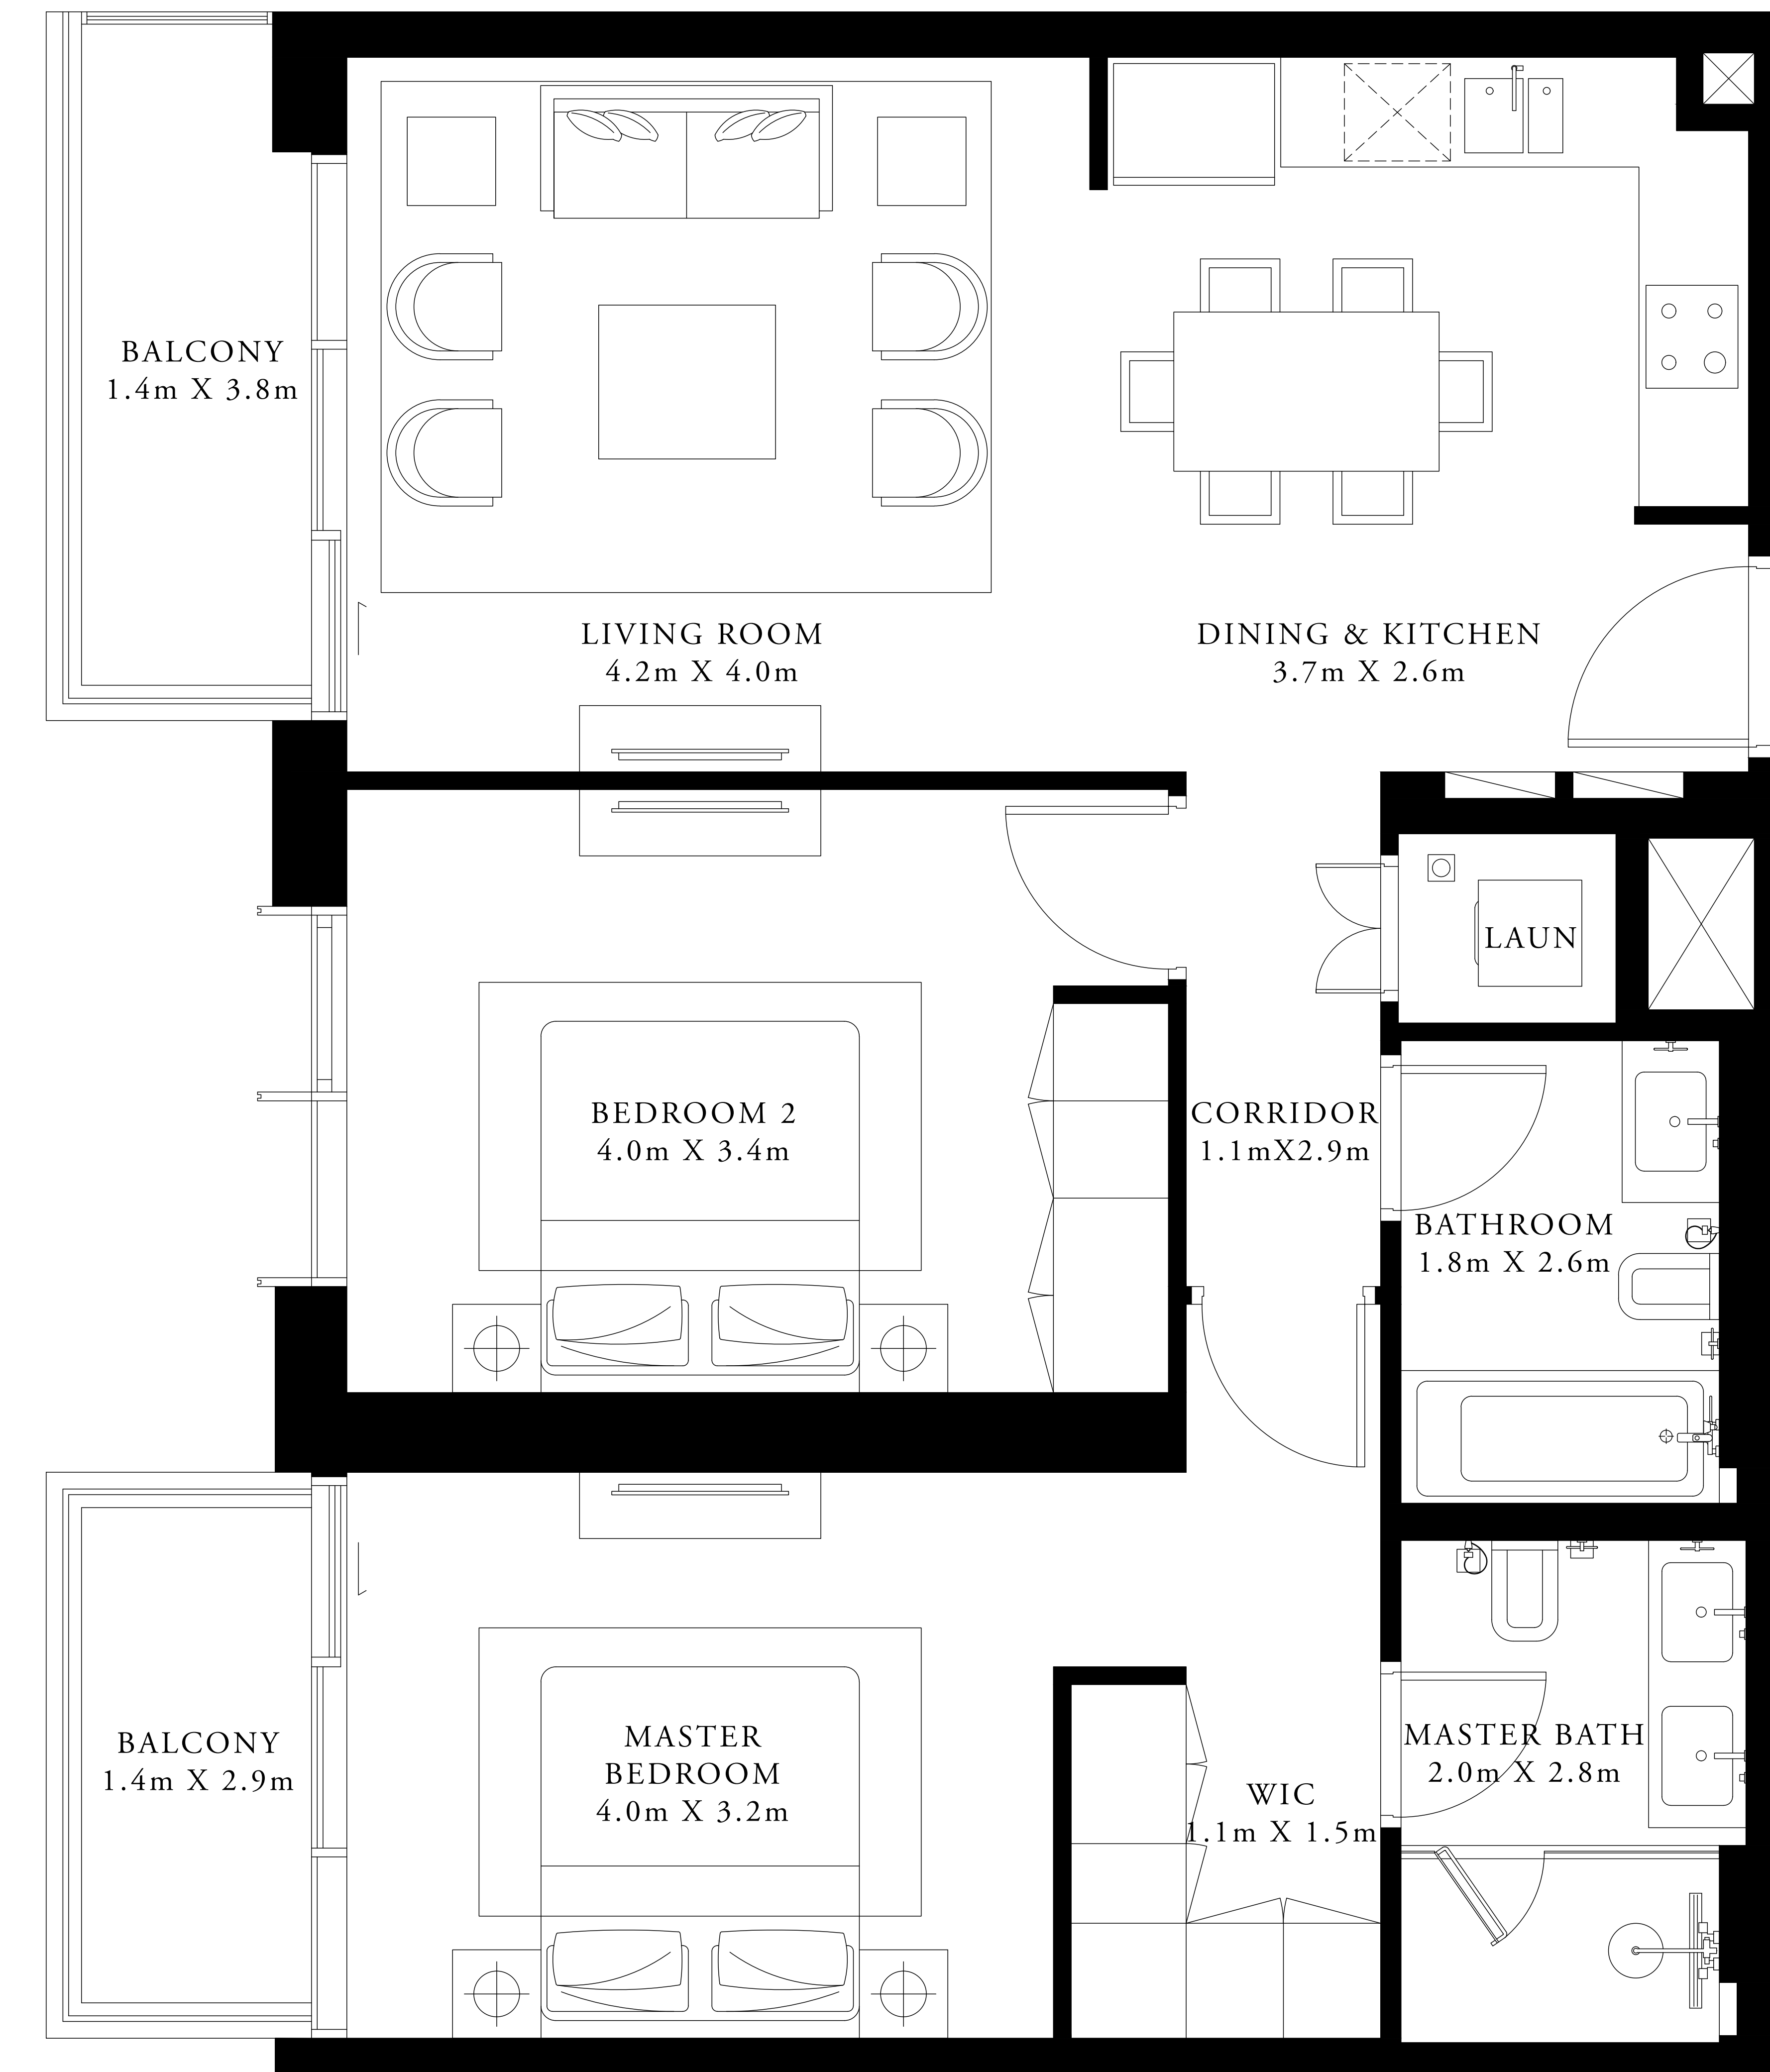 BALCONY
1.4m X 3.8m
LIVING ROOM
4.2m X 4.0m
DINING & KITCHEN
3.7m X 2.6m
LAUN
BEDROOM 2
4.0m X 3.4m
CORRIDOR
1.1mX2.9m
BATHROOM
1.8m X 2.6m
BALCONY
1.4m X 2.9m
MASTER
BEDROOM
4.0m X 3.2m
WIC
1.1m X 1.5m
MASTER BATH
2.0m X 2.8m